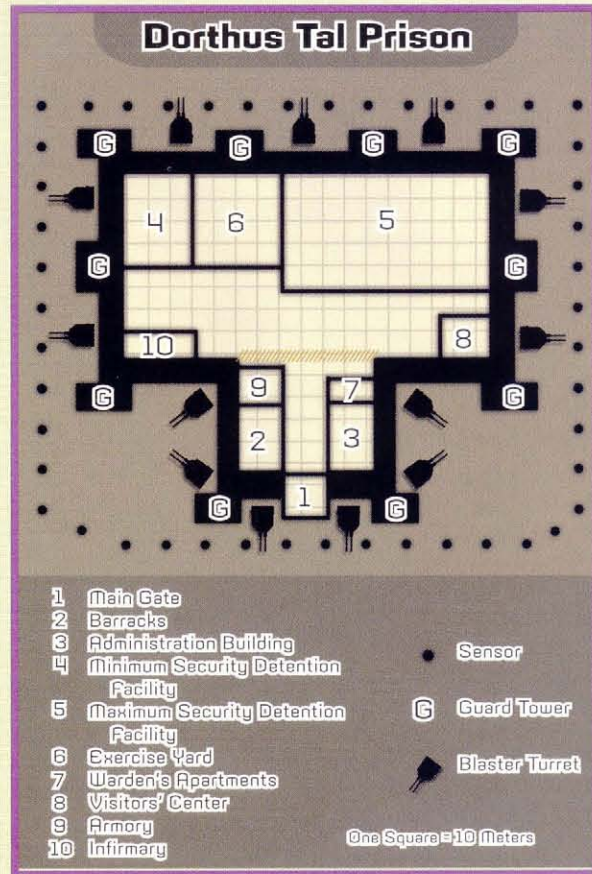 Dorthus Tal Prison
G G G G
4 6 5
G G
10 8
9 7
G G
2 3
1
G G
1 Main Gate
2 Barracks
3 Administration Building
4 Minimum Security Detention
Facility
5 Maximum Security Detention
Facility
6 Exercise Yard
7 Warden's Apartments
8 Visitors' Center
9 Armory
10 Infirmary
Sensor
G Guard Tower
Blaster Turret
One Square = 10 Meters